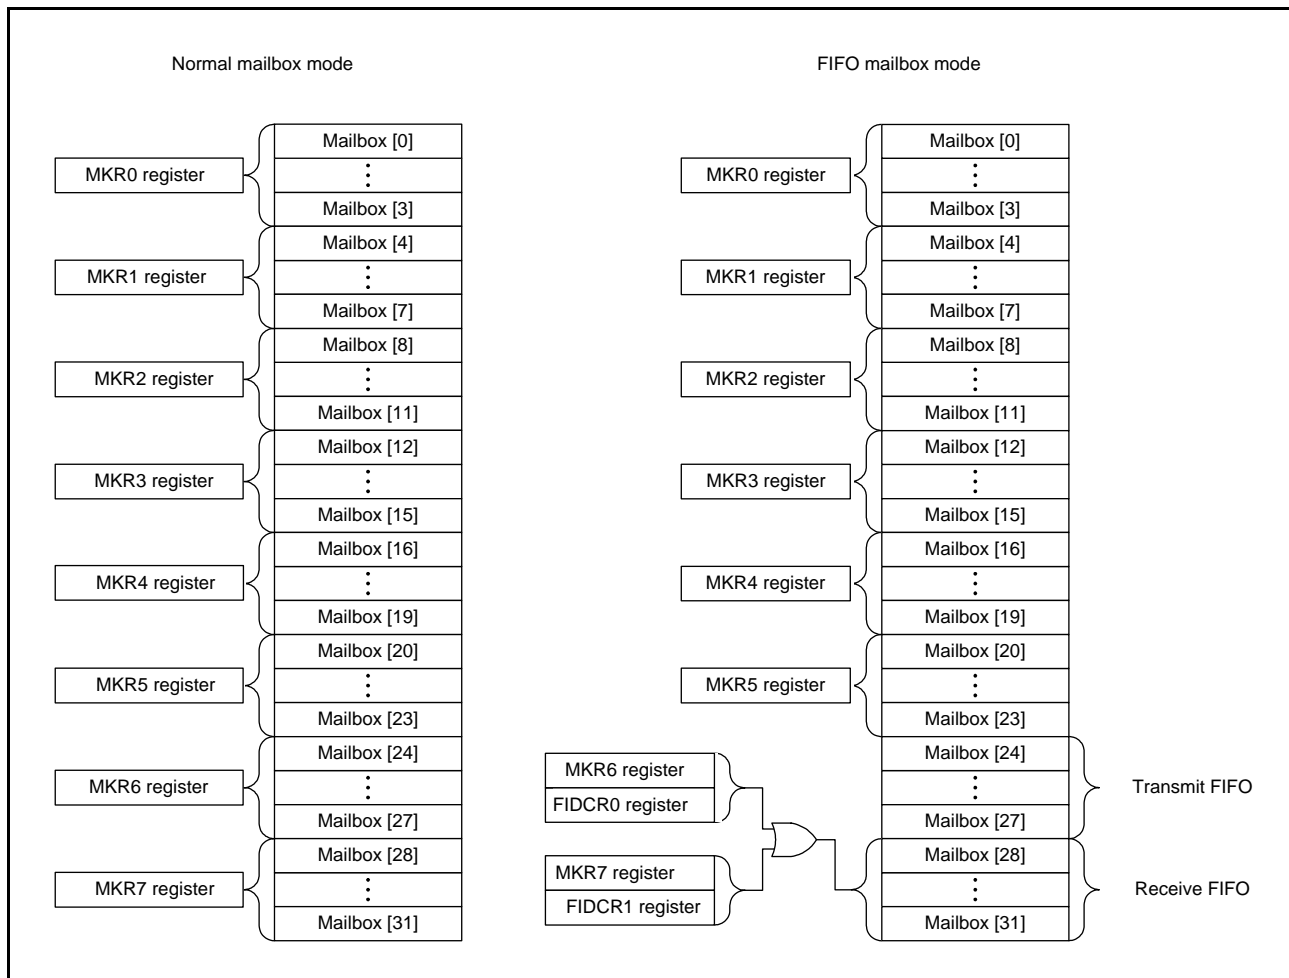 Normal mailbox mode
MKR0 register
Mailbox [0]
Mailbox [3]
MKR1 register
Mailbox [4]
Mailbox [7]
MKR2 register
Mailbox [8]
Mailbox [11]
MKR3 register
Mailbox [12]
Mailbox [15]
MKR4 register
Mailbox [16]
Mailbox [19]
MKR5 register
Mailbox [20]
Mailbox [23]
MKR6 register
Mailbox [24]
Mailbox [27]
MKR7 register
Mailbox [28]
Mailbox [31]
FIFO mailbox mode
MKR0 register
Mailbox [0]
Mailbox [3]
MKR1 register
Mailbox [4]
Mailbox [7]
MKR2 register
Mailbox [8]
Mailbox [11]
MKR3 register
Mailbox [12]
Mailbox [15]
MKR4 register
Mailbox [16]
Mailbox [19]
MKR5 register
Mailbox [20]
Mailbox [23]
MKR6 register
FIDCR0 register
Mailbox [24]
Mailbox [27]
Transmit FIFO
MKR7 register
FIDCR1 register
Mailbox [28]
Mailbox [31]
Receive FIFO